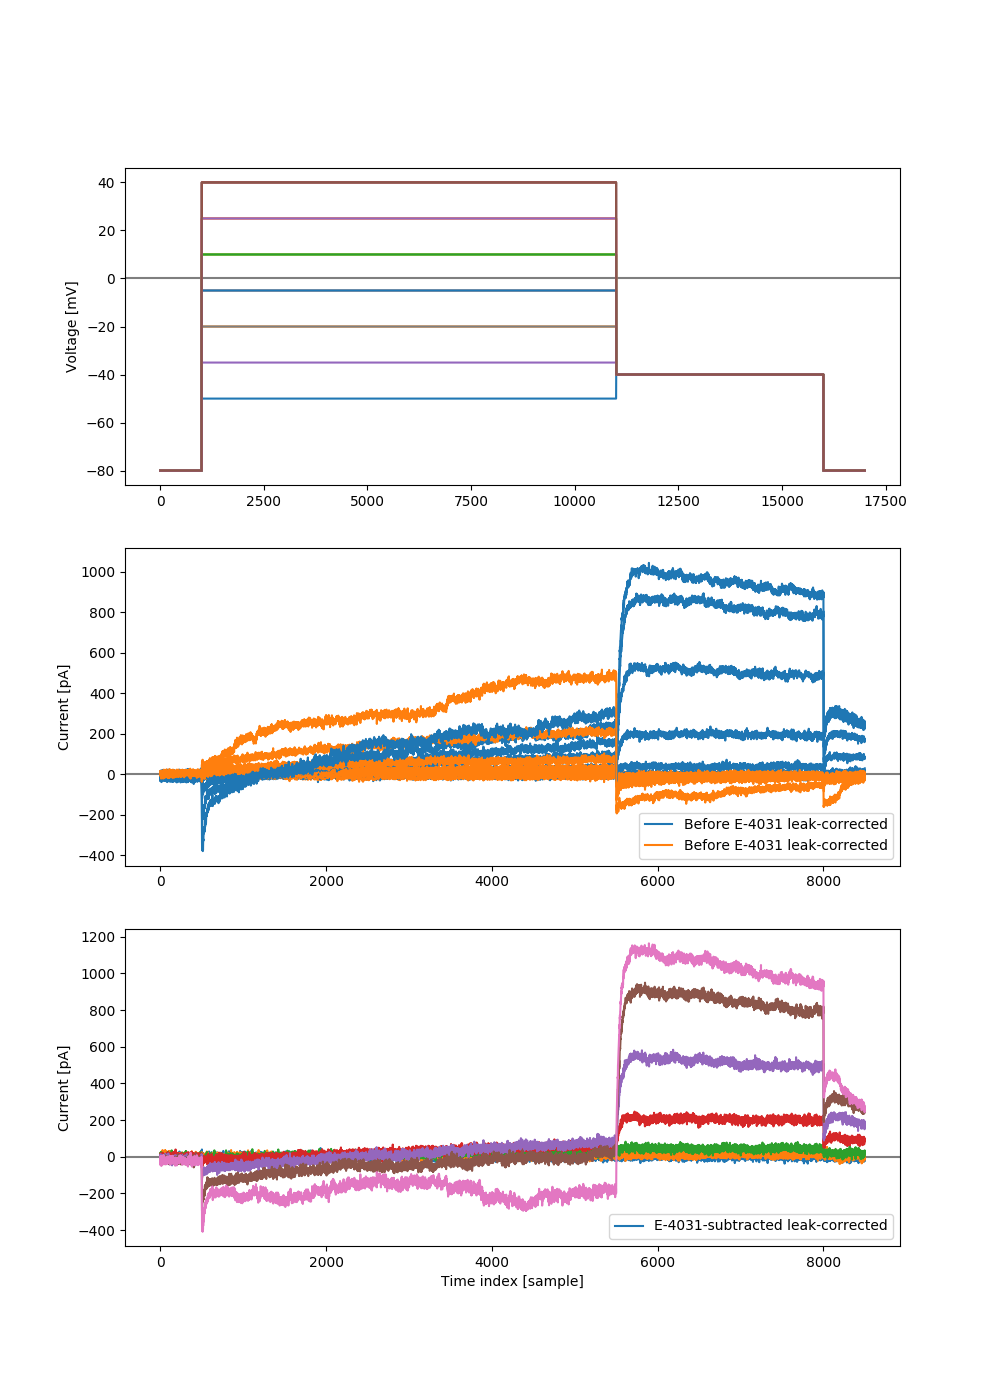 40
20
0
−20
−40
−60
−80
Voltage [mV]
0 2500 5000 7500 10000 12500 15000 17500
1000
800
600
400
200
0
−200
−400
Current [pA]
Before E-4031 leak-corrected
Before E-4031 leak-corrected
0 2000 4000 6000 8000
1200
1000
800
600
400
200
0
−200
−400
Current [pA]
E-4031-subtracted leak-corrected
0 2000 4000 6000 8000
Time index [sample]